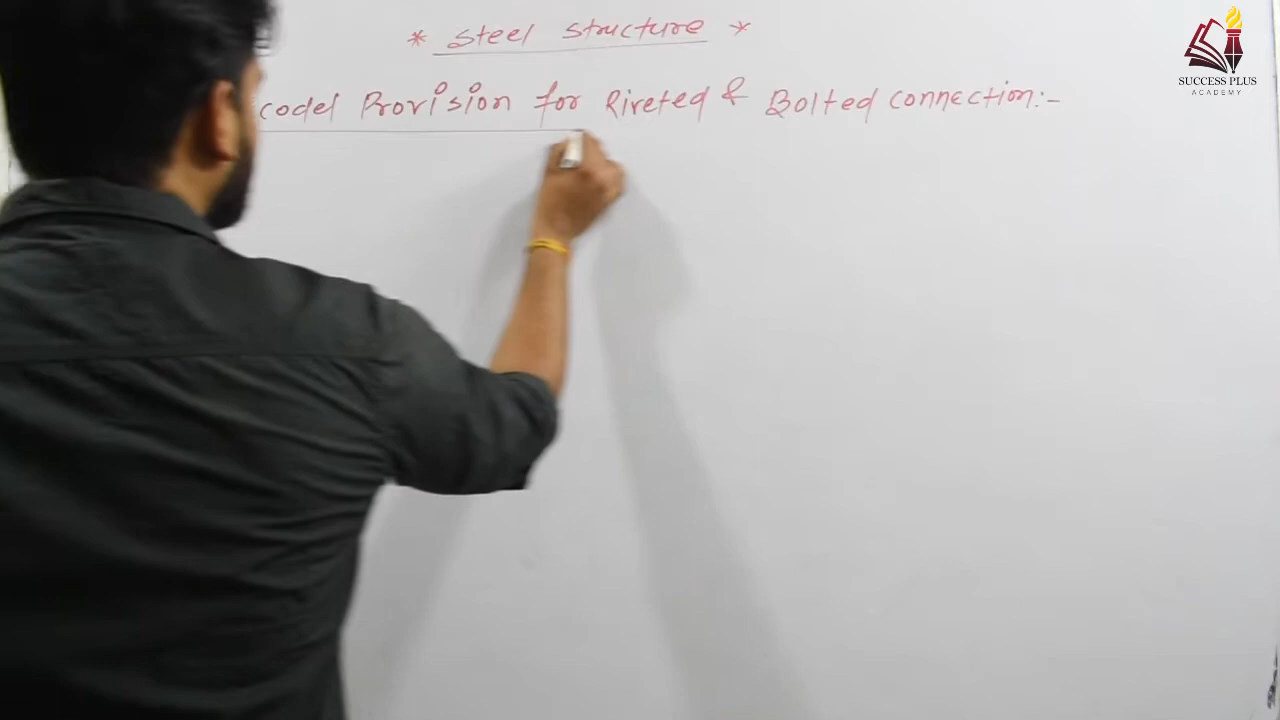 * Steel Structure *
codel Provision for Riveted & Bolted connection:-
SUCCESS PLUS
ACADEMY